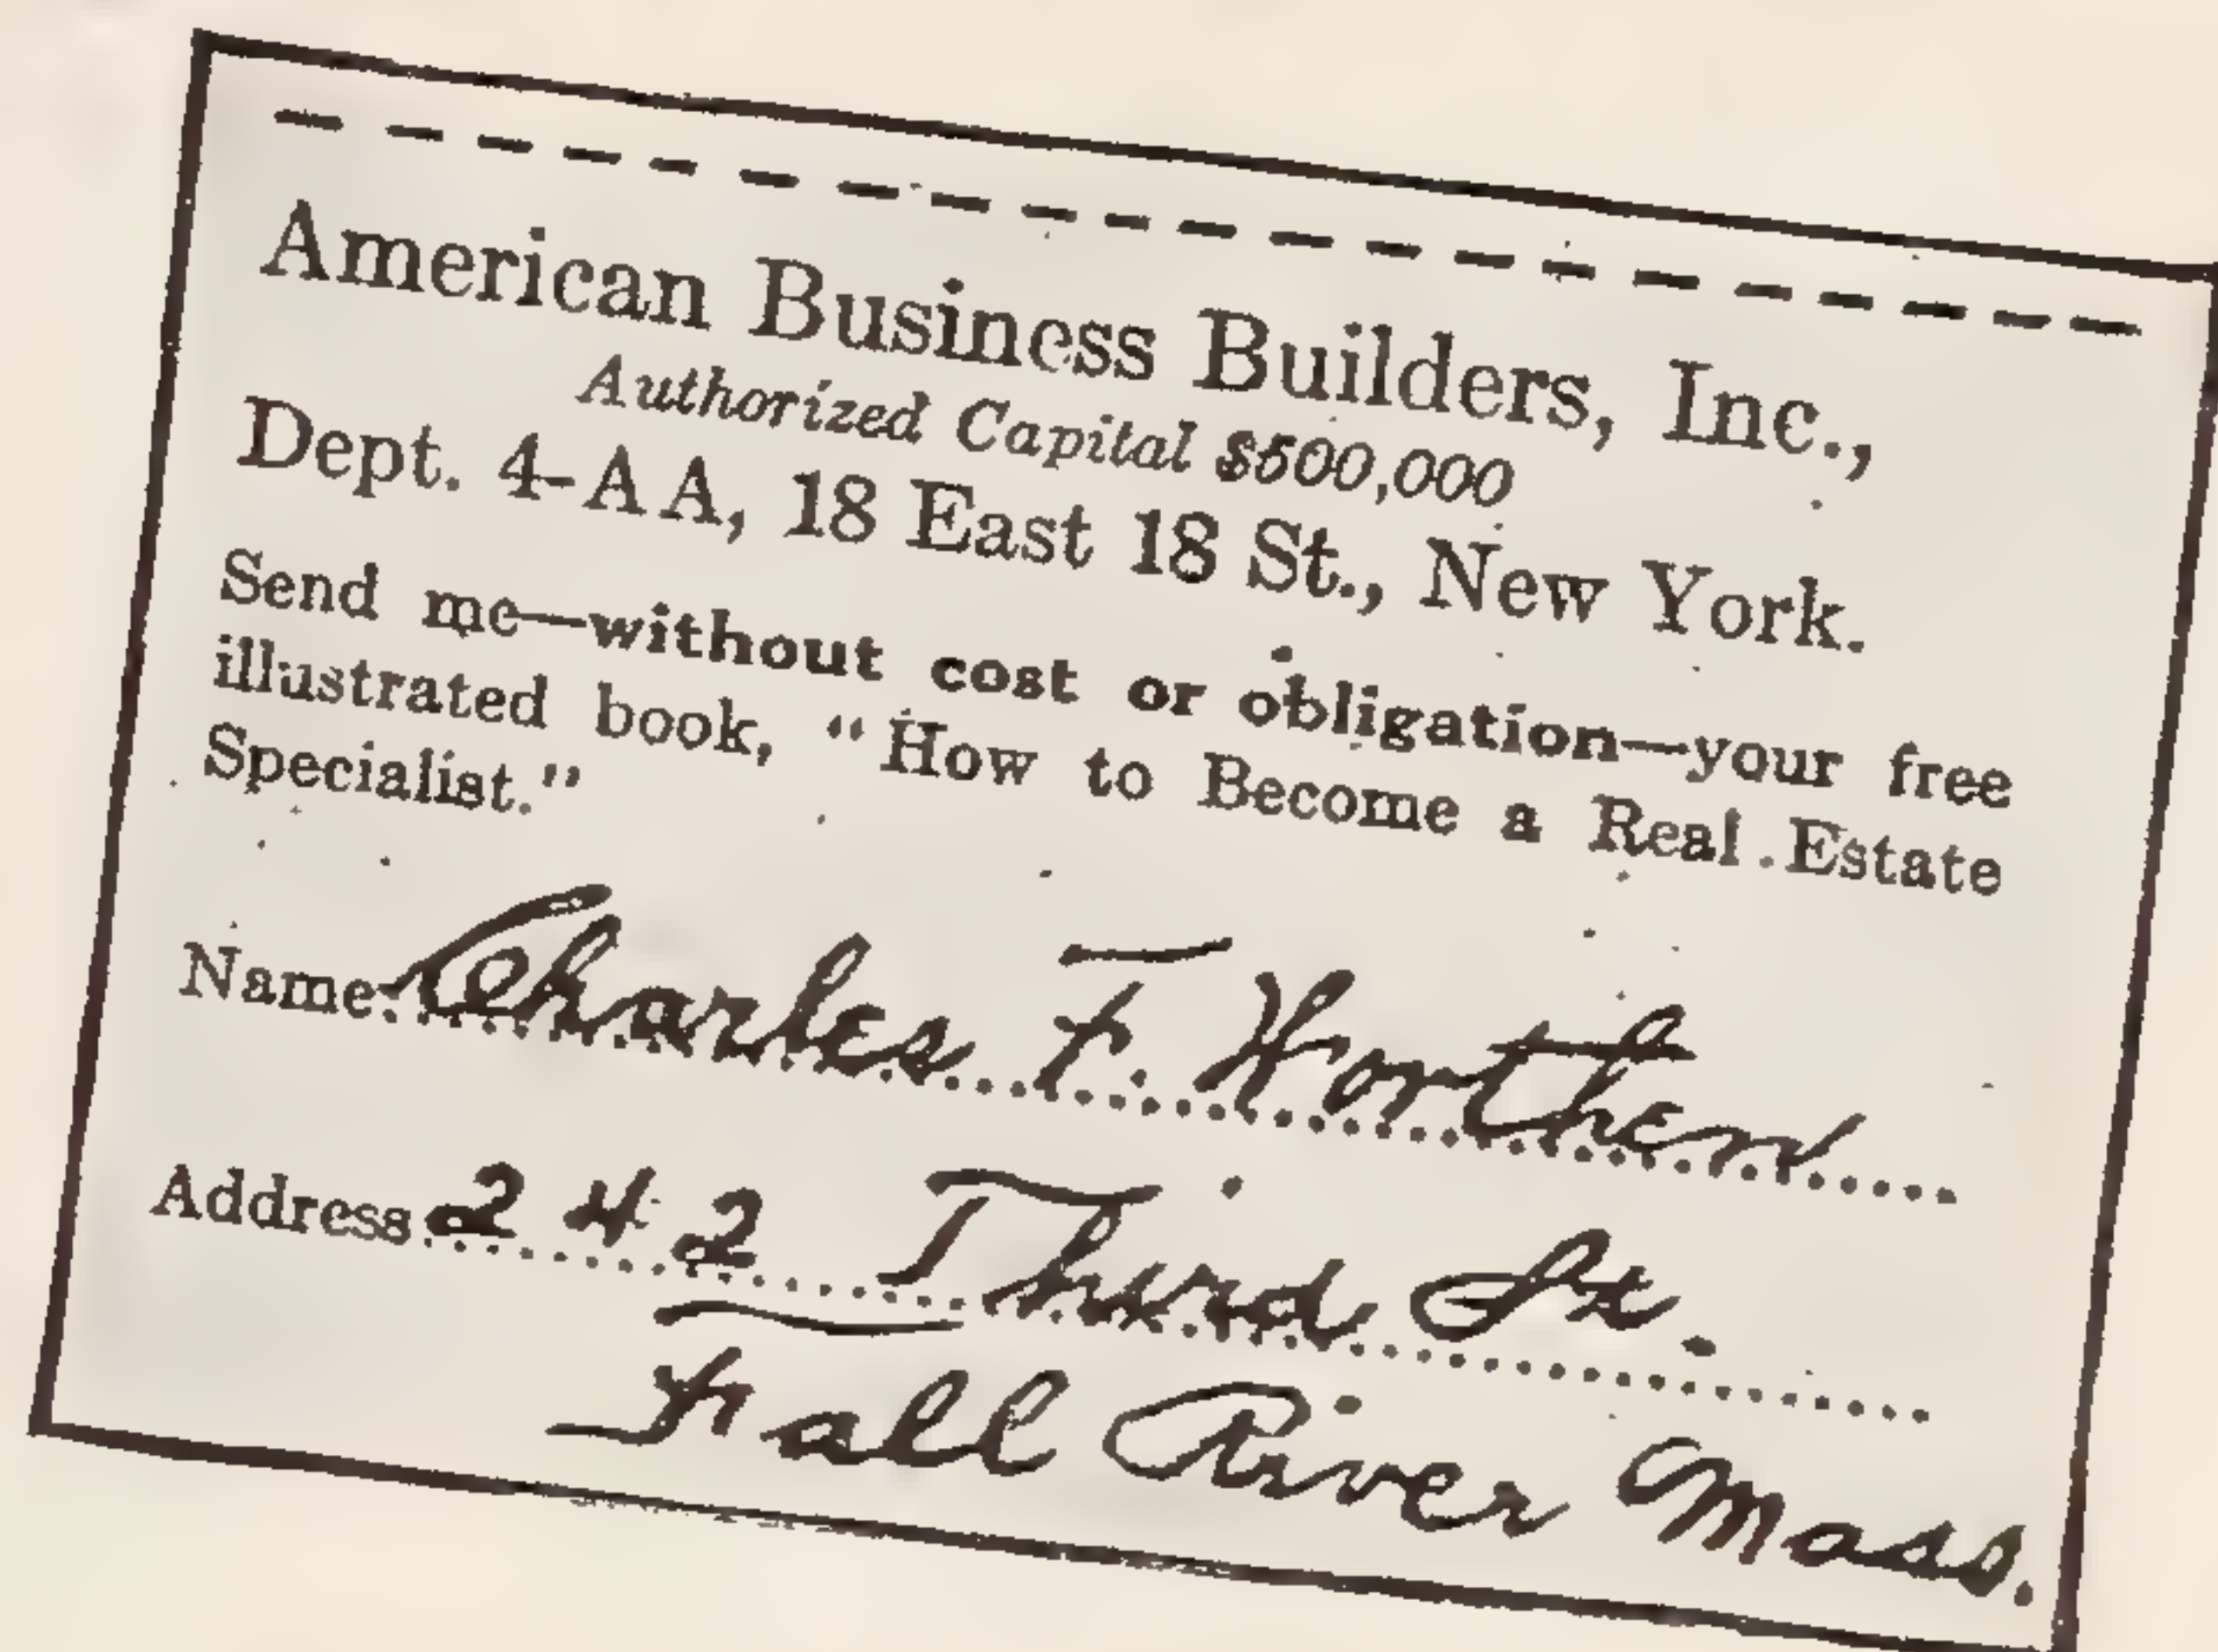 American Business Builders, Inc.,
Authorized Capital $500,000
Dept. 4-AA, 18 East 18 St., New York.
Send me—without cost or obligation—your free
illustrated book, "How to Become a Real Estate
Specialist."
Name Charles F. Worthen
Address 242 Third St.
Fall River Mass.